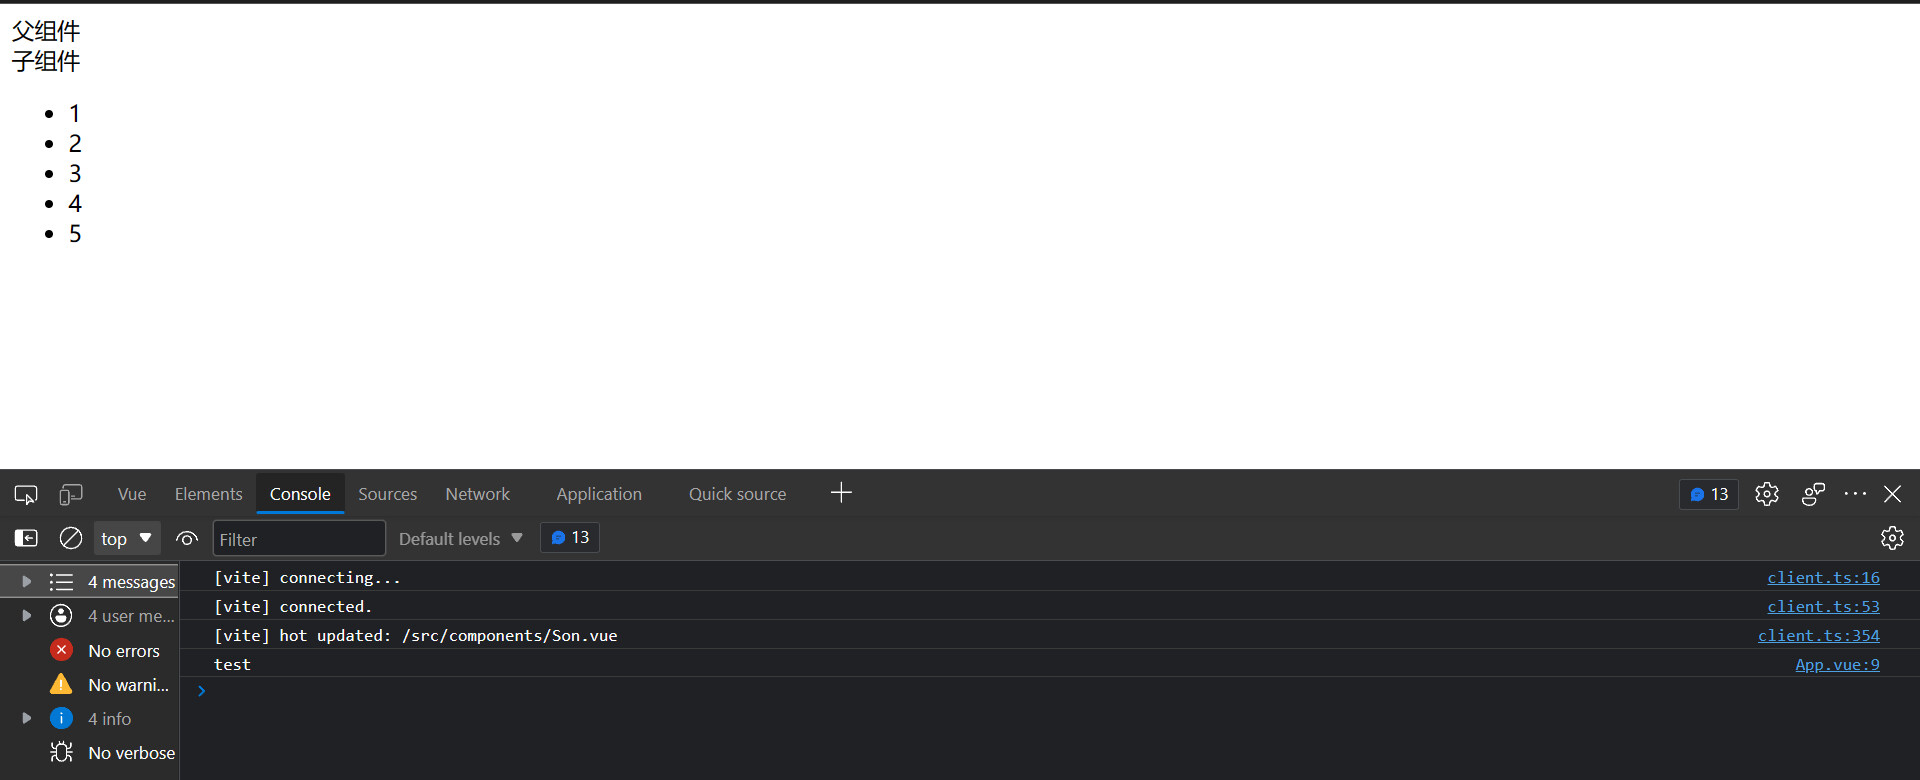 父组件
子组件
1
2
3
4
5
Vue Elements Console Sources Network Application Quick source 13
top Filter Default levels 13
4 messages
4 user me...
No errors
No warni...
4 info
No verbose
[vite] connecting... client.ts:16
[vite] connected. client.ts:53
[vite] hot updated: /src/components/Son.vue client.ts:354
test App.vue:9